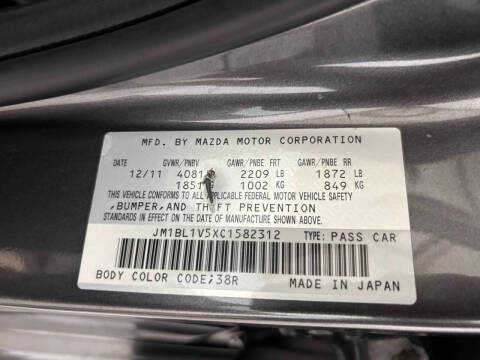 MFD. BY MAZDA MOTOR CORPORATION
DATE GVWR/PNBV GAWR/PNBE FRT GAWR/PNBE RR
12/11 4081 2209 LB 1872 LB
1851 KG 1002 KG 849 KG
THIS VEHICLE CONFORMS TO ALL APPLICABLE FEDERAL MOTOR VEHICLE SAFETY
,BUMPER,AND THEFT PREVENTION
STANDARDS IN EFFECT ON THE DATE OF MANUFACTURE SHOWN ABOVE.
JM1BL1V5XC1582312 TYPE: PASS CAR
BODY COLOR CODE;38R MADE IN JAPAN